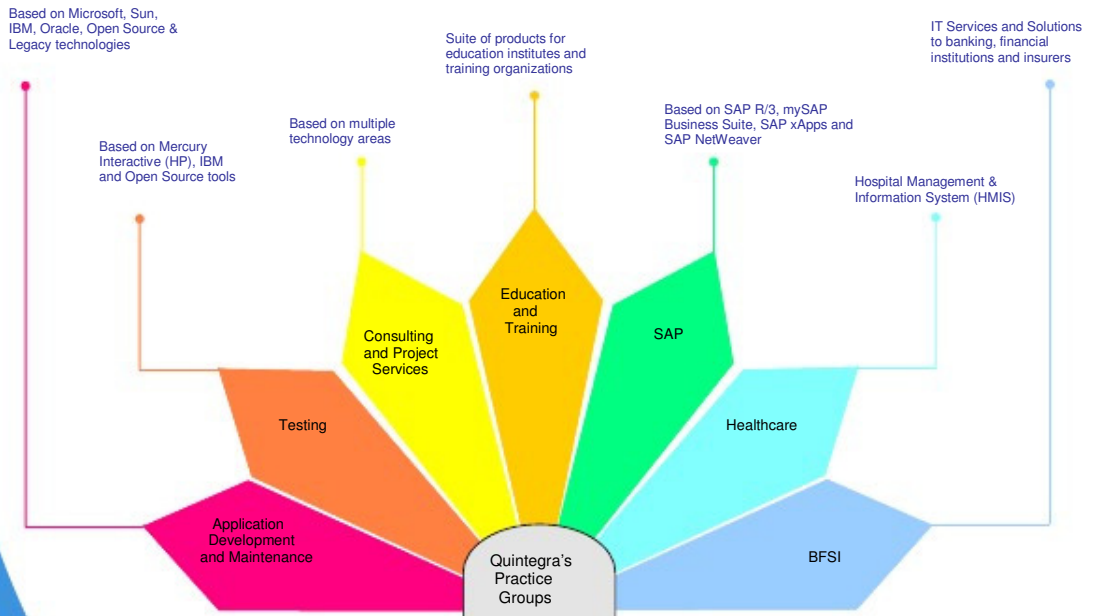 Based on Microsoft, Sun,
IBM, Oracle, Open Source &
Legacy technologies
Based on Mercury
Interactive (HP), IBM
and Open Source tools
Based on multiple
technology areas
Suite of products for
education institutes and
training organizations
Based on SAP R/3, mySAP
Business Suite, SAP xApps and
SAP NetWeaver
Hospital Management &
Information System (HMIS)
IT Services and Solutions
to banking, financial
institutions and insurers
Application
Development
and Maintenance
Testing
Consulting
and Project
Services
Education
and
Training
SAP
Healthcare
BFSI
Quintegra's
Practice
Groups